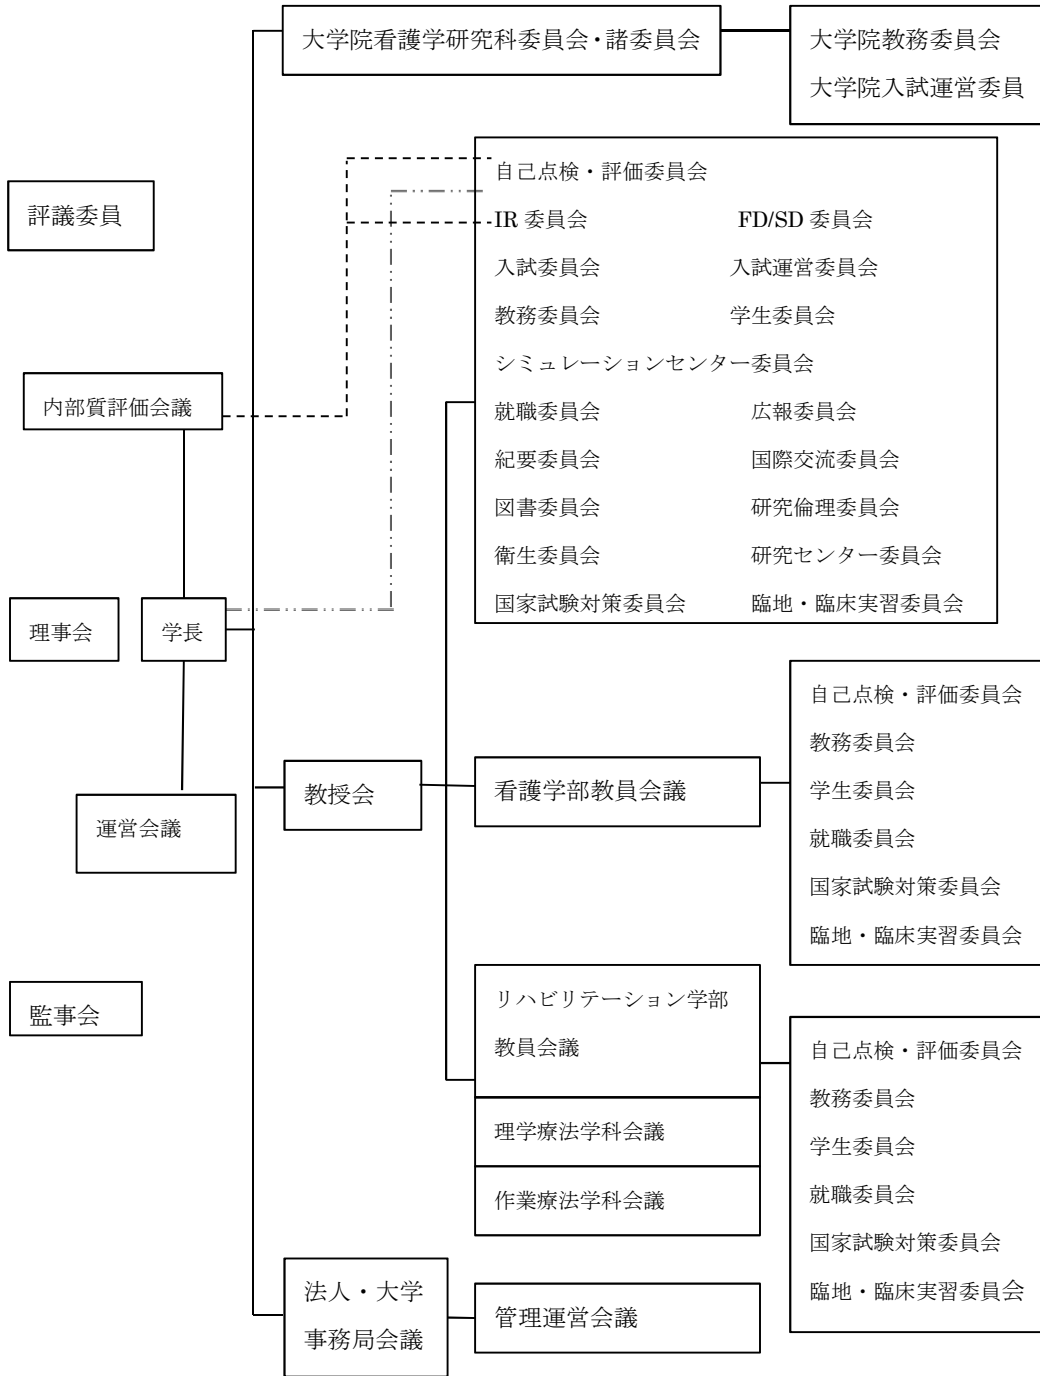 大学院看護学研究科委員会・諸委員会
大学院教務委員会
大学院入試運営委員
評議委員
内部質評価会議
理事会
学長
運営会議
監事会
自己点検・評価委員会
IR 委員会 FD/SD 委員会
入試委員会 入試運営委員会
教務委員会 学生委員会
シミュレーションセンター委員会
就職委員会 広報委員会
紀要委員会 国際交流委員会
図書委員会 研究倫理委員会
衛生委員会 研究センター委員会
国家試験対策委員会 臨地・臨床実習委員会
教授会
看護学部教員会議
自己点検・評価委員会
教務委員会
学生委員会
就職委員会
国家試験対策委員会
臨地・臨床実習委員会
リハビリテーション学部
教員会議
理学療法学科会議
作業療法学科会議
自己点検・評価委員会
教務委員会
学生委員会
就職委員会
国家試験対策委員会
臨地・臨床実習委員会
法人・大学
事務局会議
管理運営会議